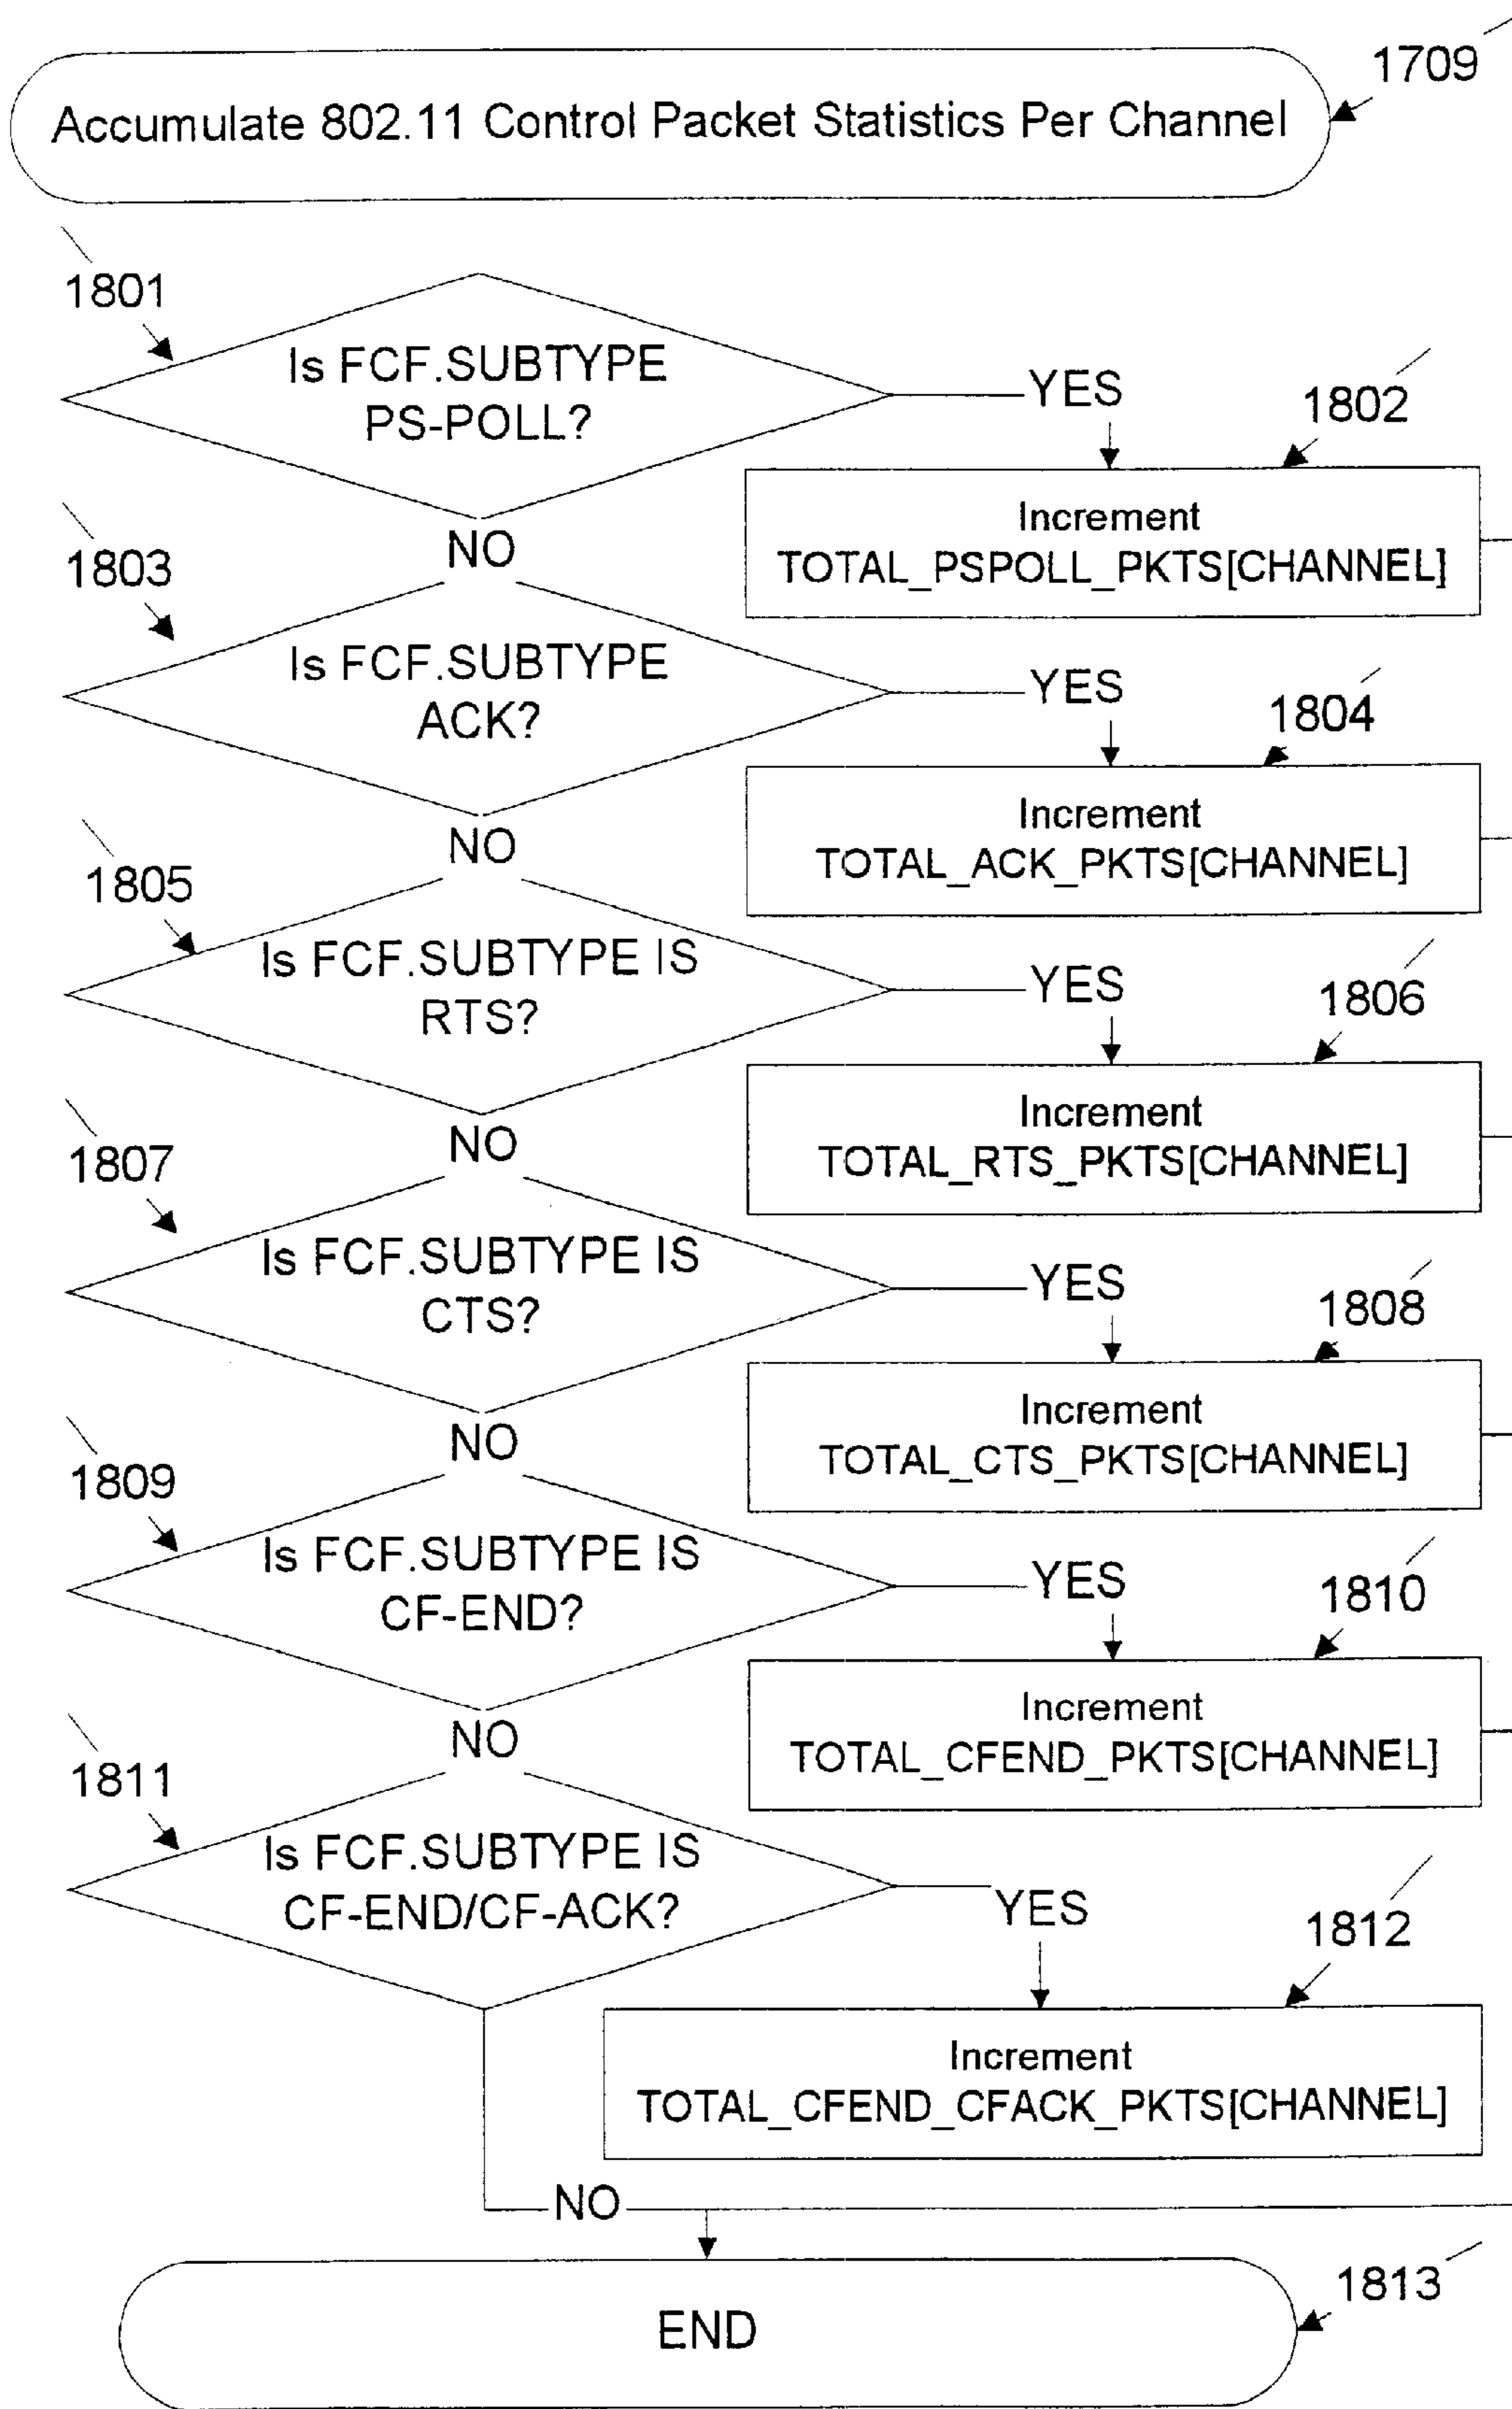 1709
Accumulate 802.11 Control Packet Statistics Per Channel
1801
Is FCF.SUBTYPE
PS-POLL?
YES
1802
Increment
TOTAL_PSPOLL_PKTS[CHANNEL]
NO
1803
Is FCF.SUBTYPE
ACK?
YES
1804
Increment
TOTAL_ACK_PKTS[CHANNEL]
NO
1805
Is FCF.SUBTYPE IS
RTS?
YES
1806
Increment
TOTAL_RTS_PKTS[CHANNEL]
NO
1807
Is FCF.SUBTYPE IS
CTS?
YES
1808
Increment
TOTAL_CTS_PKTS[CHANNEL]
NO
1809
Is FCF.SUBTYPE IS
CF-END?
YES
1810
Increment
TOTAL_CFEND_PKTS[CHANNEL]
NO
1811
Is FCF.SUBTYPE IS
CF-END/CF-ACK?
YES
1812
Increment
TOTAL_CFEND_CFACK_PKTS[CHANNEL]
NO
1813
END